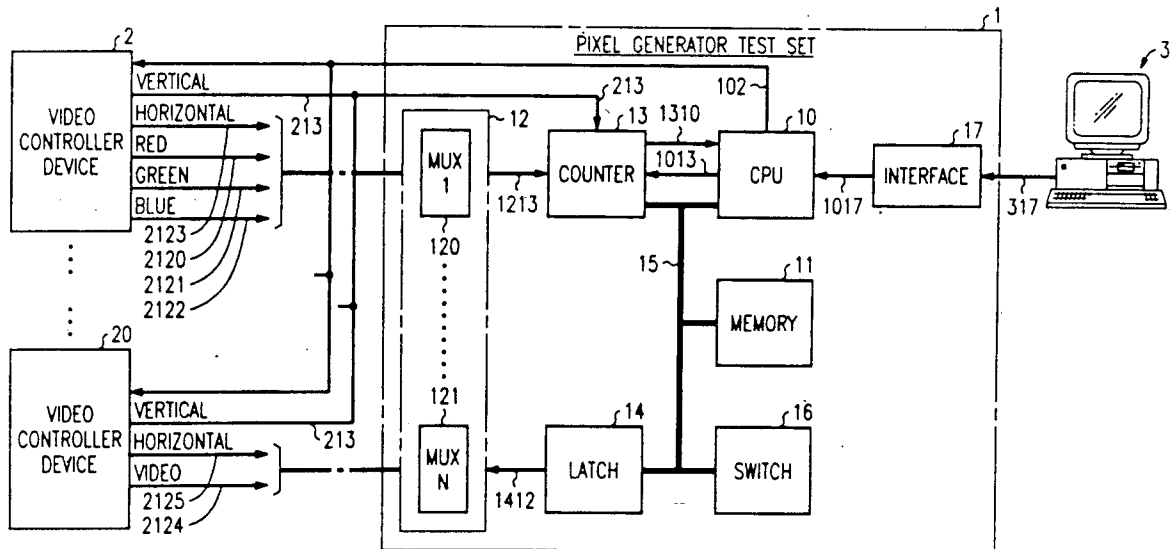 1
PIXEL GENERATOR TEST SET
2
VIDEO
CONTROLLER
DEVICE
VERTICAL
213
HORIZONTAL
RED
GREEN
BLUE
2123
2120
2121
2122
12
MUX
1
120
1213
213
13
COUNTER
1310
1013
102
10
CPU
1017
17
INTERFACE
317
3
15
11
MEMORY
20
VIDEO
CONTROLLER
DEVICE
VERTICAL
213
HORIZONTAL
VIDEO
2125
2124
121
MUX
N
1412
14
LATCH
16
SWITCH